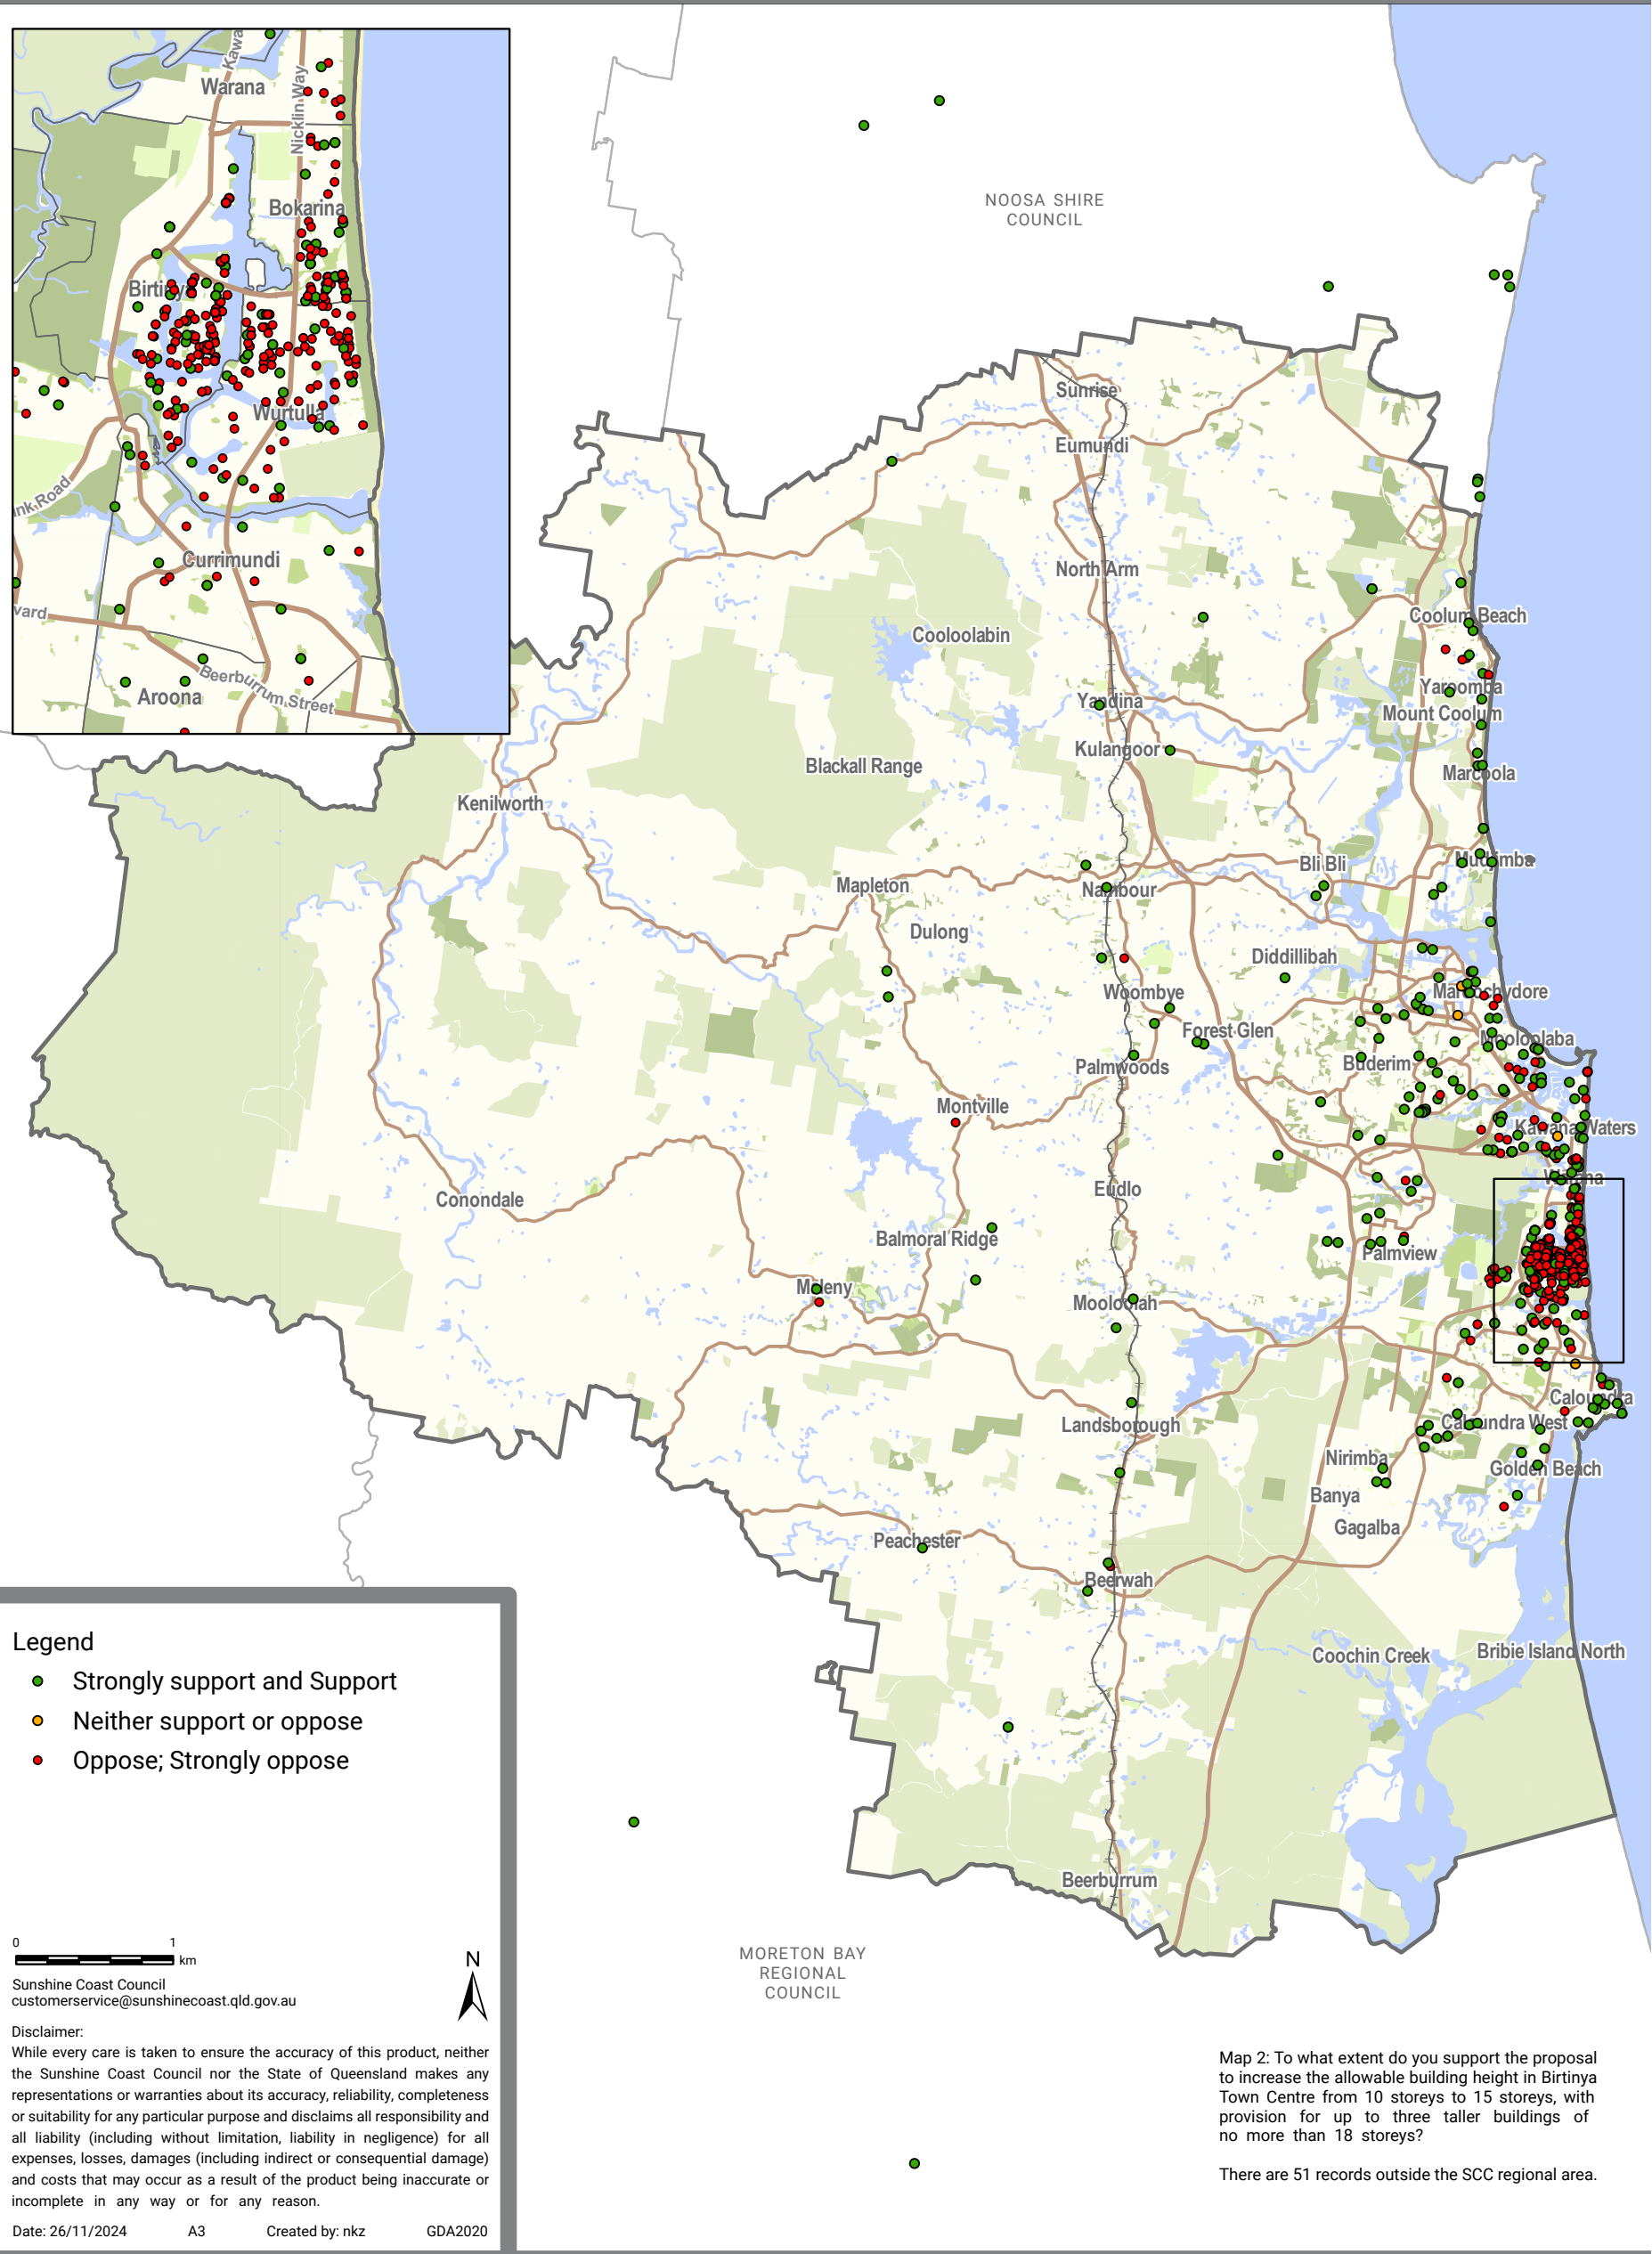 Warana
Kawa
Nicklin Way
Bokarina
Birtinya
Wurtulla
ink Road
Currimundi
vard
Beerburrum Street
Aroona
NOOSA SHIRE
COUNCIL
Sunrise
Eumundi
North Arm
Cooloolabin
Coolum Beach
Yandina
Yaroomba
Mount Coolum
Kulangoor
Blackall Range
Marcoola
Kenilworth
Mudjimba
Bli Bli
Mapleton
Nambour
Dulong
Diddillibah
Woombye
Maroochydore
Forest Glen
Mooloolaba
Palmwoods
Buderim
Montville
Kawana Waters
Warana
Eudlo
Conondale
Balmoral Ridge
Palmview
Maleny
Mooloolah
Caloundra
Landsborough
Caloundra West
Nirimba
Golden Beach
Banya
Gagalba
Peachester
Beerwah
Coochin Creek
Bribie Island North
Beerburrum
MORETON BAY
REGIONAL
COUNCIL
Legend
Strongly support and Support
Neither support or oppose
Oppose; Strongly oppose
0 1
km
N
Sunshine Coast Council
customerservice@sunshinecoast.qld.gov.au
Disclaimer:
While every care is taken to ensure the accuracy of this product, neither
the Sunshine Coast Council nor the State of Queensland makes any
representations or warranties about its accuracy, reliability, completeness
or suitability for any particular purpose and disclaims all responsibility and
all liability (including without limitation, liability in negligence) for all
expenses, losses, damages (including indirect or consequential damage)
and costs that may occur as a result of the product being inaccurate or
incomplete in any way or for any reason.
Date: 26/11/2024 A3 Created by: nkz GDA2020
Map 2: To what extent do you support the proposal
to increase the allowable building height in Birtinya
Town Centre from 10 storeys to 15 storeys, with
provision for up to three taller buildings of
no more than 18 storeys?
There are 51 records outside the SCC regional area.